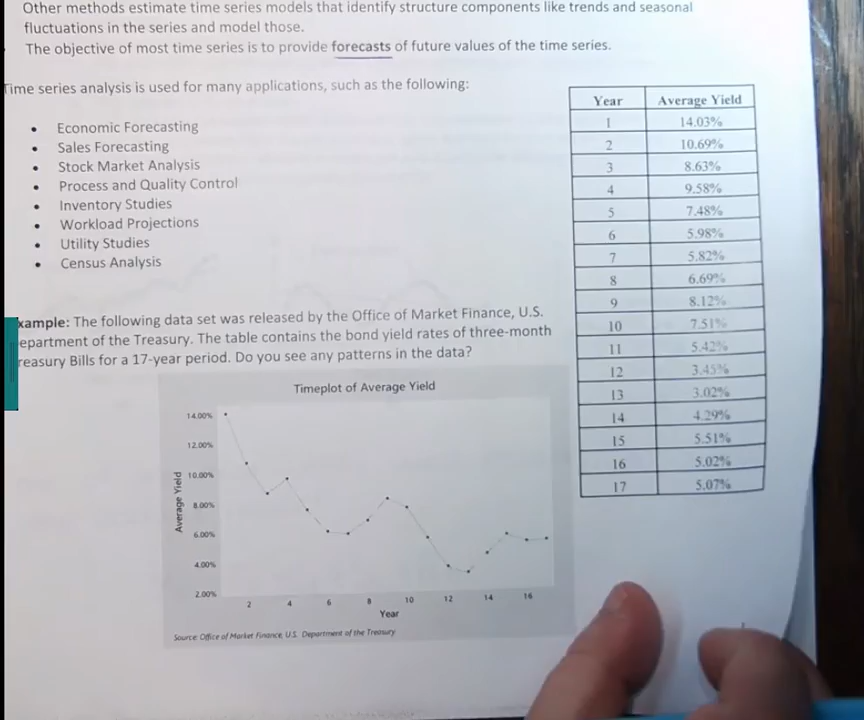 Other methods estimate time series models that identify structure components like trends and seasonal
fluctuations in the series and model those.
The objective of most time series is to provide forecasts of future values of the time series.
Time series analysis is used for many applications, such as the following:
• Economic Forecasting
• Sales Forecasting
• Stock Market Analysis
• Process and Quality Control
• Inventory Studies
• Workload Projections
• Utility Studies
• Census Analysis
xample: The following data set was released by the Office of Market Finance, U.S.
epartment of the Treasury. The table contains the bond yield rates of three-month
reasury Bills for a 17-year period. Do you see any patterns in the data?
Year Average Yield
1 14.03%
2 10.69%
3 8.63%
4 9.58%
5 7.48%
6 5.98%
7 5.82%
8 6.69%
9 8.12%
10 7.51%
11 5.42%
12 3.45%
13 3.02%
14 4.29%
15 5.51%
16 5.02%
17 5.07%
Timeplot of Average Yield
Average Yield
14.00%
12.00%
10.00%
8.00%
6.00%
4.00%
2.00%
2 4 6 8 10 12 14 16
Year
Source: Office of Market Finance, U.S. Department of the Treasury